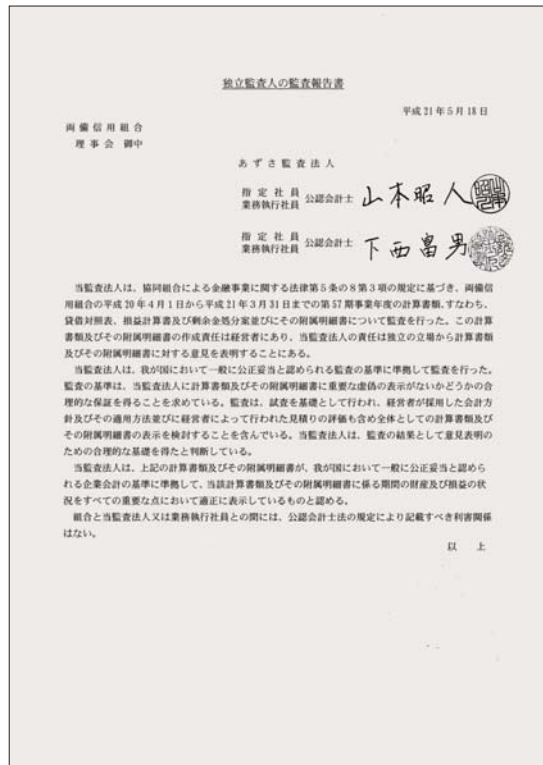 独立監査人の監査報告書
平成21年5月18日
両備信用組合
理事会 御中
あずさ監査法人
指定社員
業務執行社員 公認会計士 山本昭人
指定社員
業務執行社員 公認会計士 下西富男
当監査法人は、協同組合による金融事業に関する法律第5条の8第3項の規定に基づき、両備信
用組合の平成20年4月1日から平成21年3月31日までの第57期事業年度の計算書類、すなわち、
貸借対照表、損益計算書及び剰余金処分案並びにその附属明細書について監査を行った。この計算
書類及びその附属明細書の作成責任は経営者にあり、当監査法人の責任は独立の立場から計算書類
及びその附属明細書に対する意見を表明することにある。
当監査法人は、我が国において一般に公正妥当と認められる監査の基準に準拠して監査を行った。
監査の基準は、当監査法人に計算書類及びその附属明細書に重要な虚偽の表示がないかどうかの合
理的な保証を得ることを求めている。監査は、試査を基礎として行われ、経営者が採用した会計方
針及びその適用方法並びに経営者によって行われた見積りの評価も含め全体としての計算書類及び
その附属明細書の表示を検討することを含んでいる。当監査法人は、監査の結果として意見表明の
ための合理的な基礎を得たと判断している。
当監査法人は、上記の計算書類及びその附属明細書が、我が国において一般に公正妥当と認めら
れる企業会計の基準に準拠して、当該計算書類及びその附属明細書に係る期間の財産及び損益の状
況をすべての重要な点において適正に表示しているものと認める。
組合と当監査法人又は業務執行社員との間には、公認会計士法の規定により記載すべき利害関係
はない。
以 上